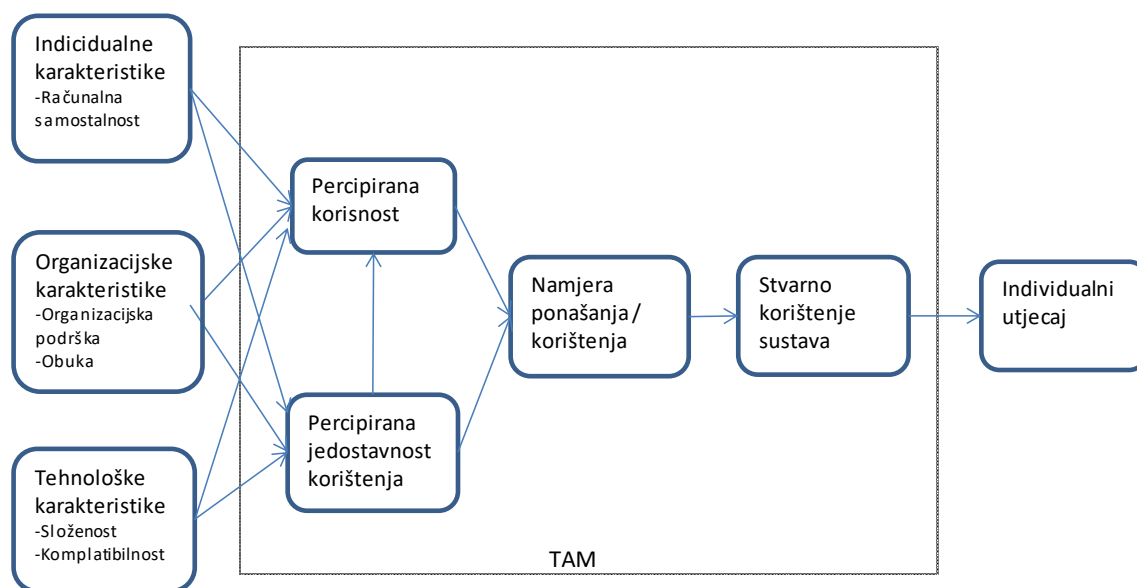 Indicidualne
karakteristike
-Računalna
samostalnost
Organizacijske
karakteristike
-Organizacijska
podrška
-Obuka
Tehnološke
karakteristike
-Složenost
-Komplatibilnost
Percipirana
korisnost
Percipirana
jedostavnost
korištenja
Namjera
ponašanja/
korištenja
Stvarno
korištenje
sustava
Individualni
utjecaj
TAM